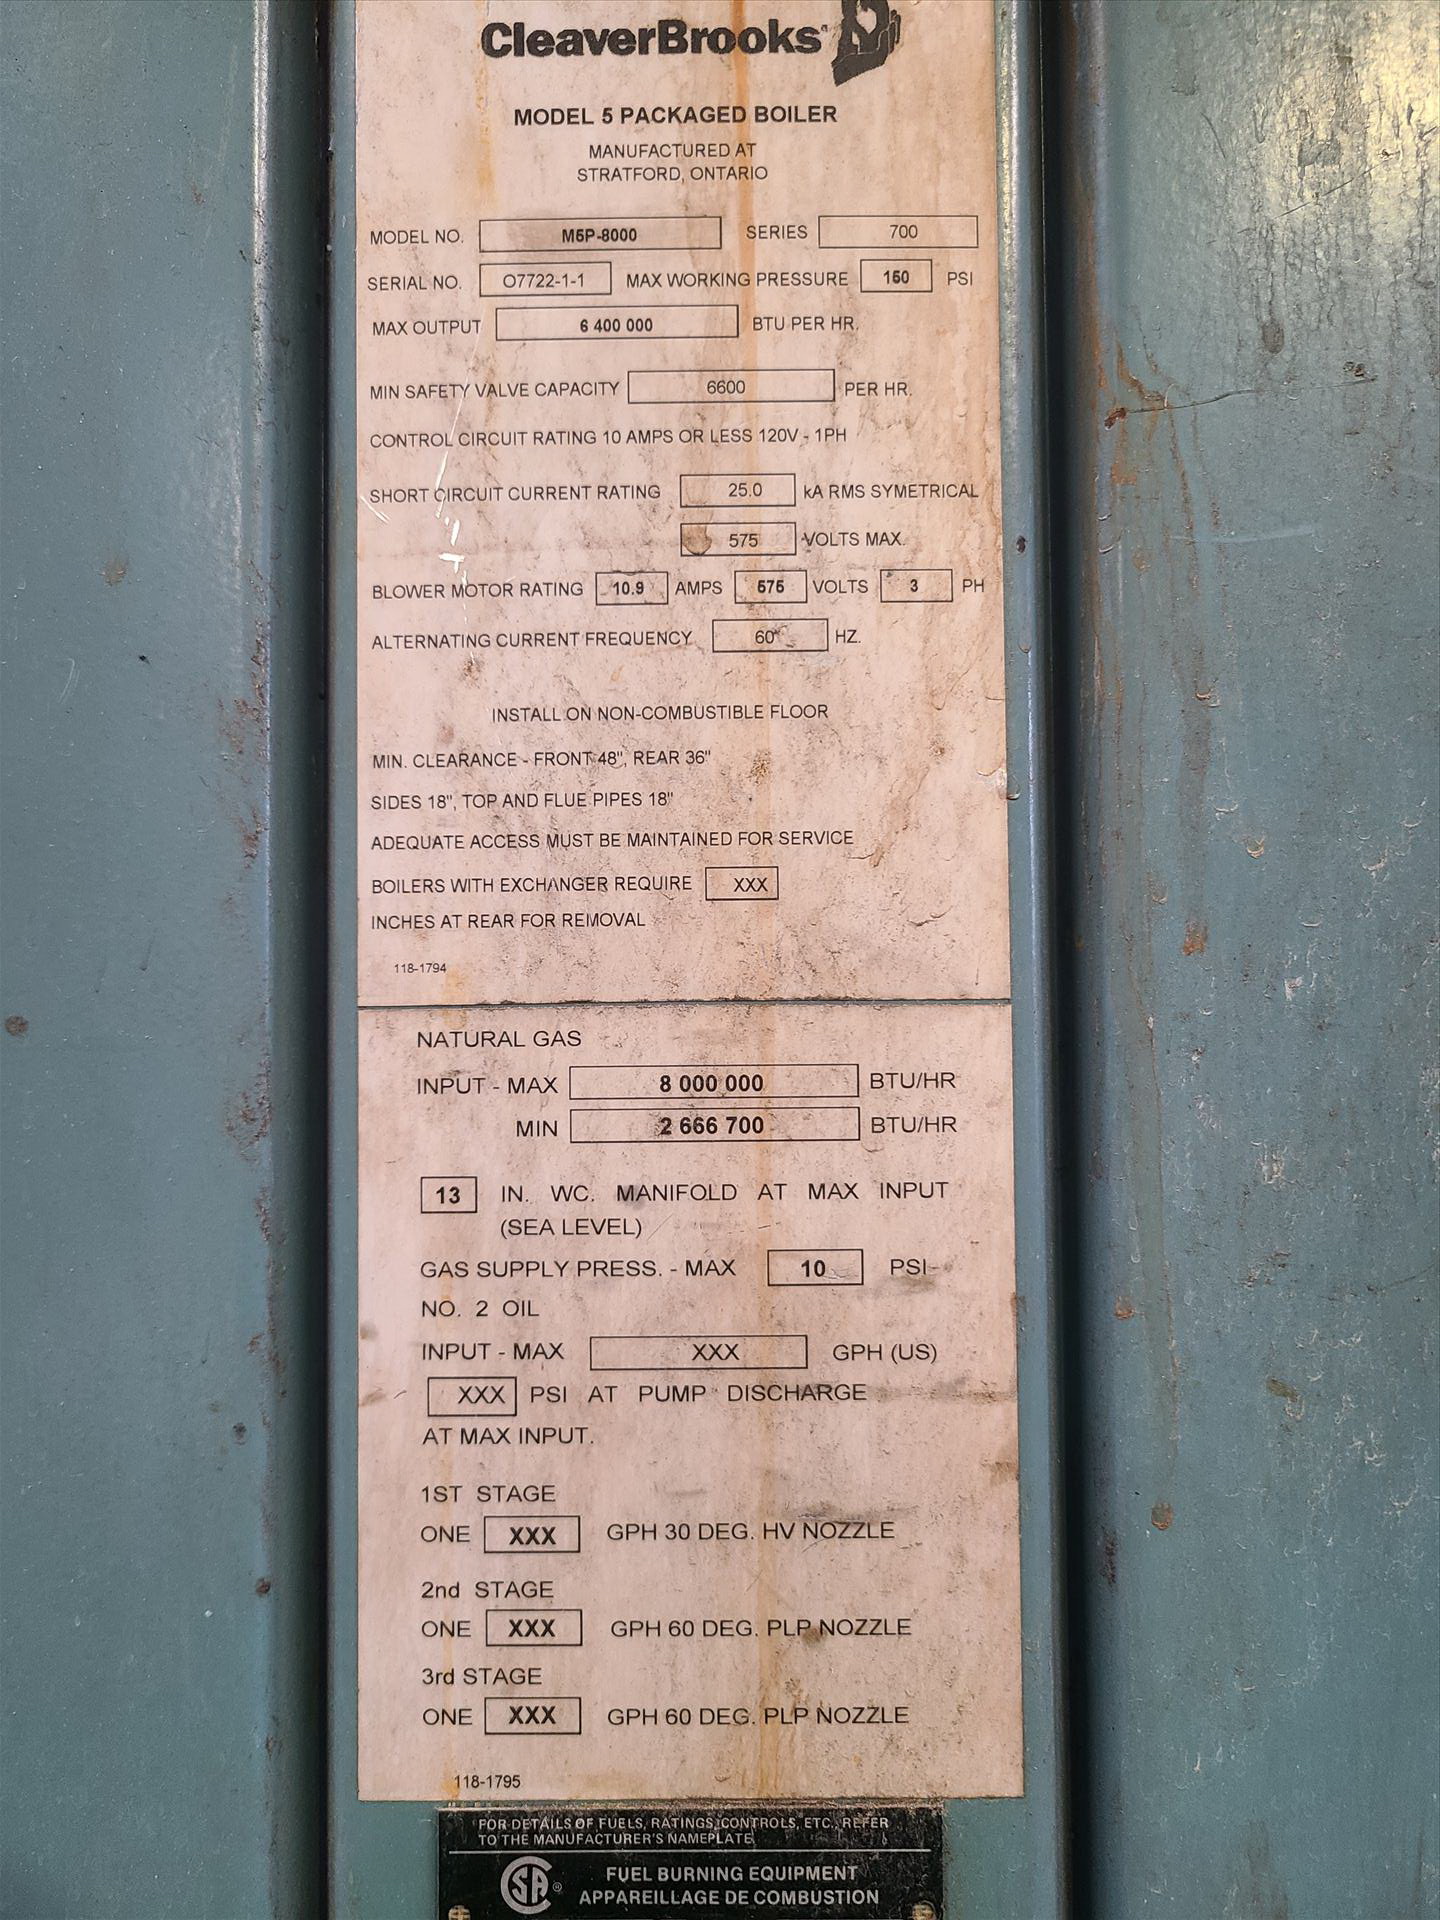 CleaverBrooks
MODEL 5 PACKAGED BOILER
MANUFACTURED AT
STRATFORD, ONTARIO
MODEL NO. M5P-8000 SERIES 700
SERIAL NO. O7722-1-1 MAX WORKING PRESSURE 150 PSI
MAX OUTPUT 6 400 000 BTU PER HR.
MIN SAFETY VALVE CAPACITY 6600 PER HR.
CONTROL CIRCUIT RATING 10 AMPS OR LESS 120V - 1PH
SHORT CIRCUIT CURRENT RATING 25.0 kA RMS SYMETRICAL
575 VOLTS MAX.
BLOWER MOTOR RATING 10.9 AMPS 575 VOLTS 3 PH
ALTERNATING CURRENT FREQUENCY 60 HZ.
INSTALL ON NON-COMBUSTIBLE FLOOR
MIN. CLEARANCE - FRONT 48", REAR 36"
SIDES 18", TOP AND FLUE PIPES 18"
ADEQUATE ACCESS MUST BE MAINTAINED FOR SERVICE
BOILERS WITH EXCHANGER REQUIRE XXX
INCHES AT REAR FOR REMOVAL
118-1794
NATURAL GAS
INPUT - MAX 8 000 000 BTU/HR
MIN 2 666 700 BTU/HR
13 IN. WC. MANIFOLD AT MAX INPUT
(SEA LEVEL)
GAS SUPPLY PRESS. - MAX 10 PSI
NO. 2 OIL
INPUT - MAX XXX GPH (US)
XXX PSI AT PUMP DISCHARGE
AT MAX INPUT.
1ST STAGE
ONE XXX GPH 30 DEG. HV NOZZLE
2nd STAGE
ONE XXX GPH 60 DEG. PLP NOZZLE
3rd STAGE
ONE XXX GPH 60 DEG. PLP NOZZLE
118-1795
FOR DETAILS OF FUELS, RATINGS, CONTROLS, ETC., REFER
TO THE MANUFACTURER'S NAMEPLATE
SA ® FUEL BURNING EQUIPMENT
APPAREILLAGE DE COMBUSTION